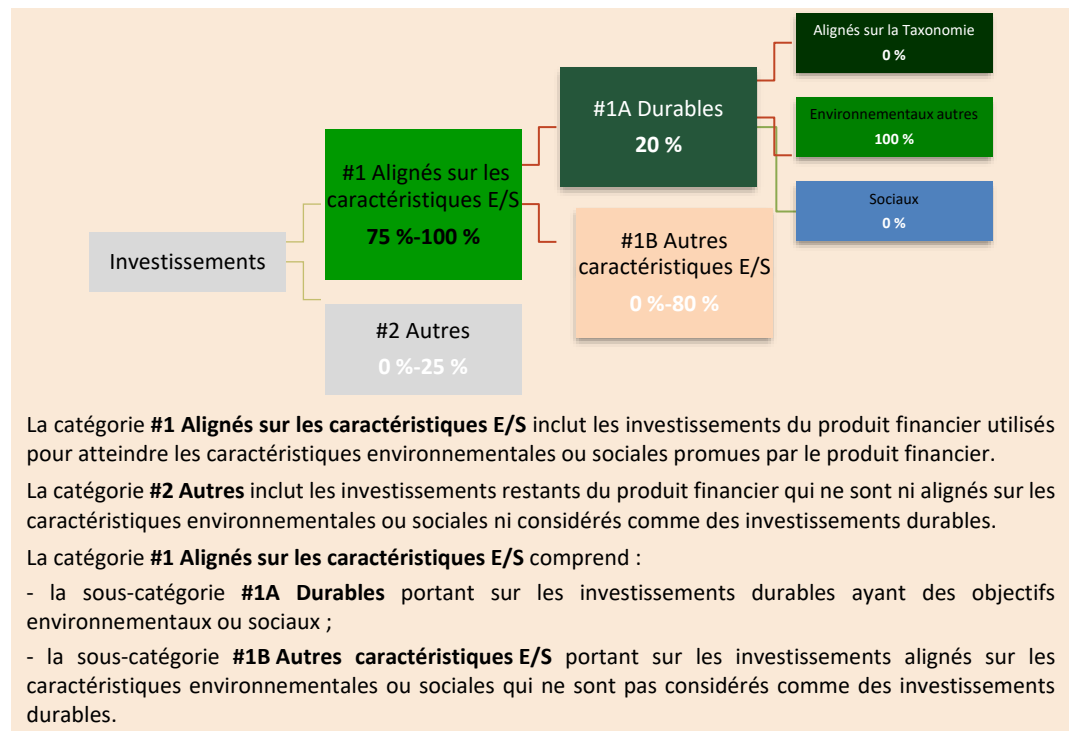 Alignés sur la Taxonomie
0 %
#1A Durables
20 %
Environnementaux autres
100 %
#1 Alignés sur les
caractéristiques E/S
75 %-100 %
Sociaux
0 %
#1B Autres
caractéristiques E/S
0 %-80 %
Investissements
#2 Autres
0 %-25 %
La catégorie #1 Alignés sur les caractéristiques E/S inclut les investissements du produit financier utilisés
pour atteindre les caractéristiques environnementales ou sociales promues par le produit financier.
La catégorie #2 Autres inclut les investissements restants du produit financier qui ne sont ni alignés sur les
caractéristiques environnementales ou sociales ni considérés comme des investissements durables.
La catégorie #1 Alignés sur les caractéristiques E/S comprend :
- la sous-catégorie #1A Durables portant sur les investissements durables ayant des objectifs
environnementaux ou sociaux ;
- la sous-catégorie #1B Autres caractéristiques E/S portant sur les investissements alignés sur les
caractéristiques environnementales ou sociales qui ne sont pas considérés comme des investissements
durables.